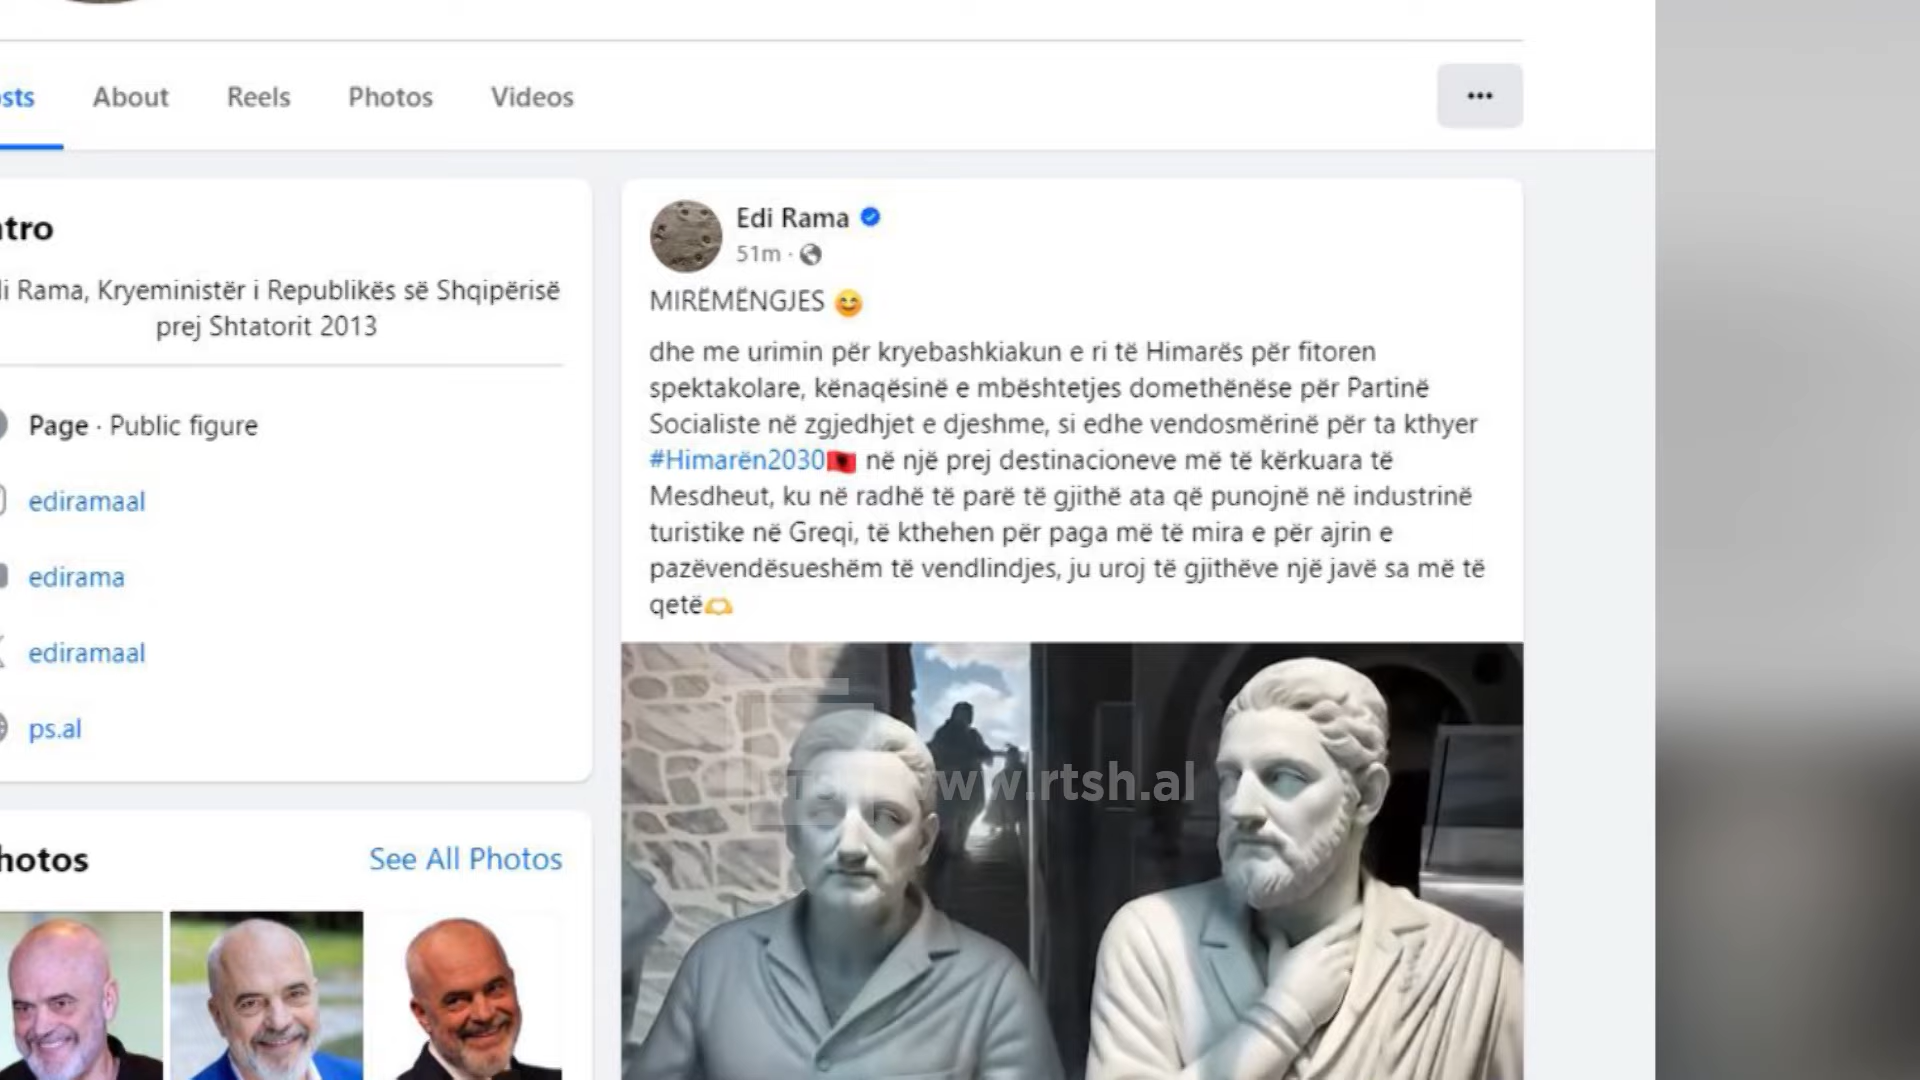 About Reels Photos Videos
Rama, Kryeministër i Republikës së Shqipërisë
prej Shtatorit 2013
Page · Public figure
ediramaal
edirama
ediramaal
ps.al
See All Photos
Edi Rama
51m ·
MIRËMËNGJES 😊
dhe me urimin për kryebashkiakun e ri të Himarës për fitoren
spektakolare, kënaqësinë e mbështetjes domethënëse për Partinë
Socialiste në zgjedhjet e djeshme, si edhe vendosmërinë për ta kthyer
#Himarën2030🇦🇱 në një prej destinacioneve më të kërkuara të
Mesdheut, ku në radhë të parë të gjithë ata që punojnë në industrinë
turistike në Greqi, të kthehen për paga më të mira e për ajrin e
pazëvendësueshëm të vendlindjes, ju uroj të gjithëve një javë sa më të
qetë🫶
www.rtsh.al